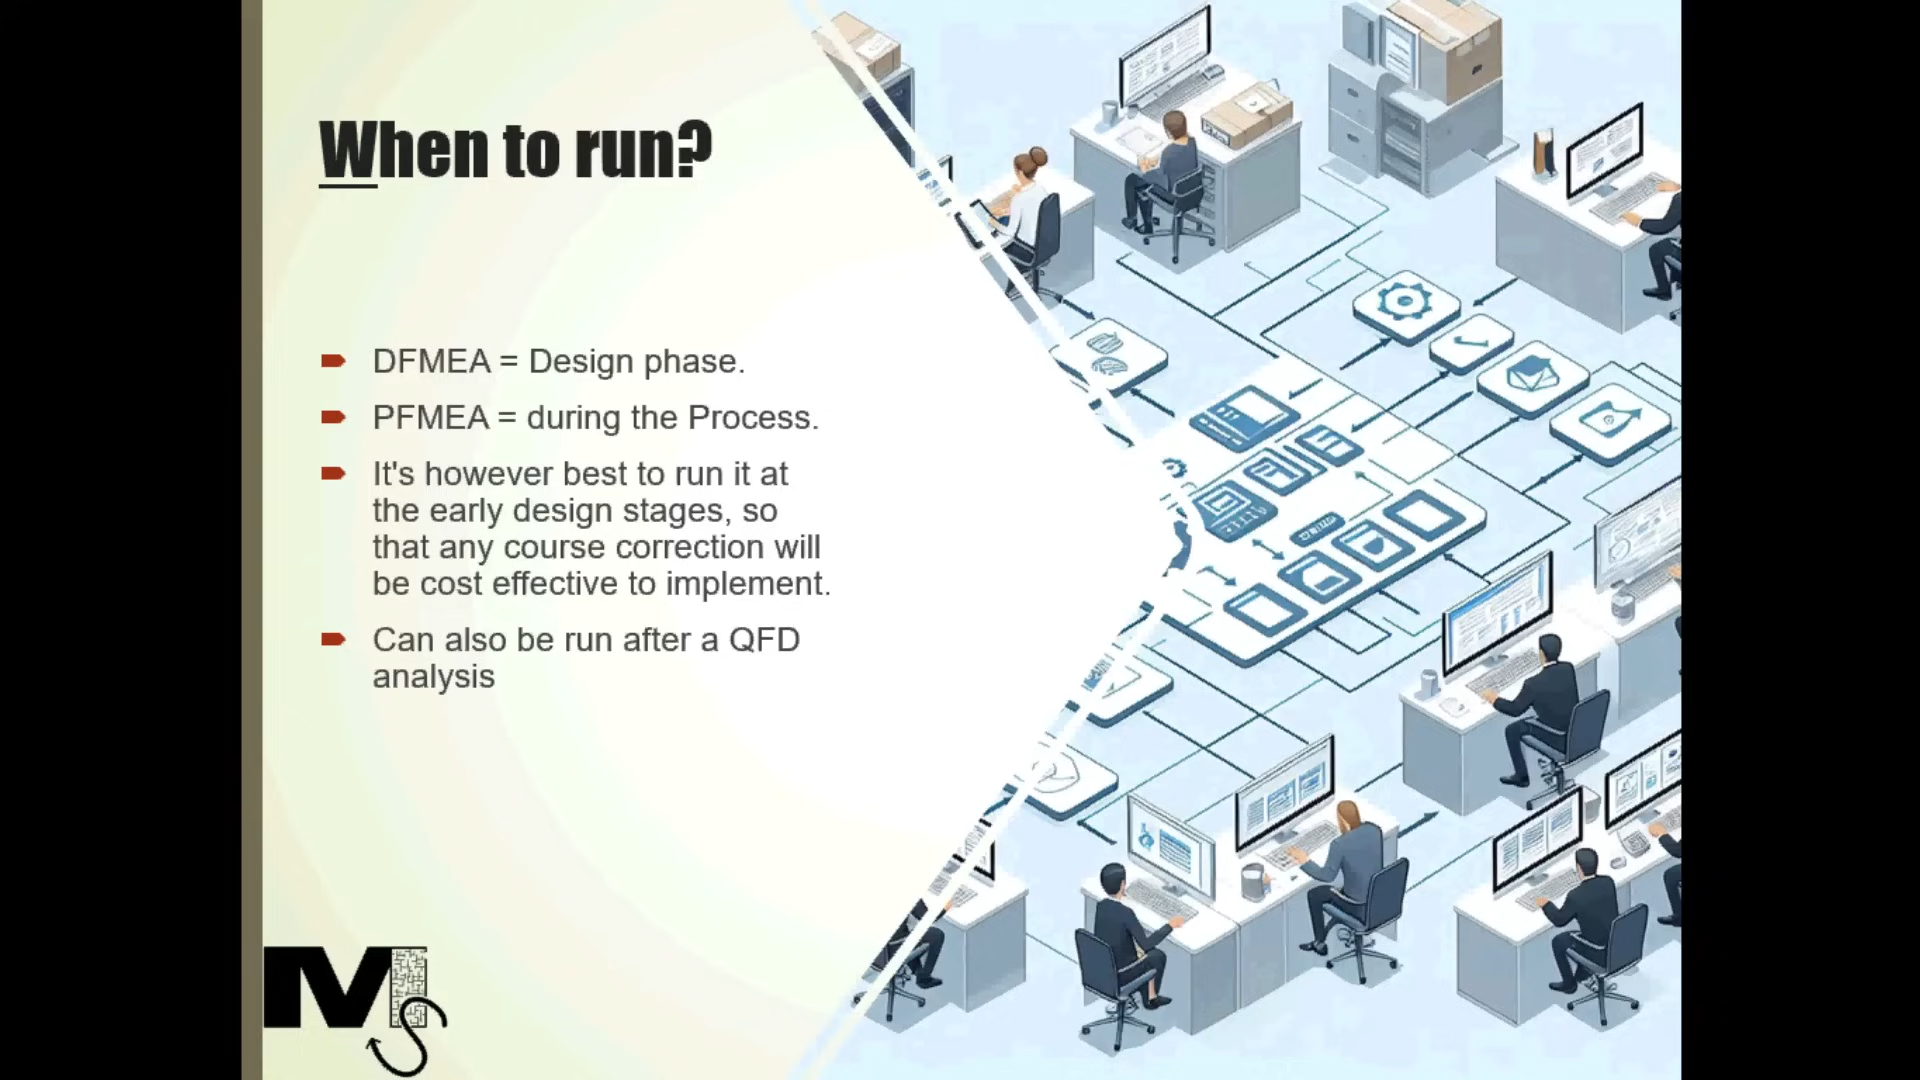 When to run?
DFMEA = Design phase.
PFMEA = during the Process.
It's however best to run it at
the early design stages, so
that any course correction will
be cost effective to implement.
Can also be run after a QFD
analysis
MIS